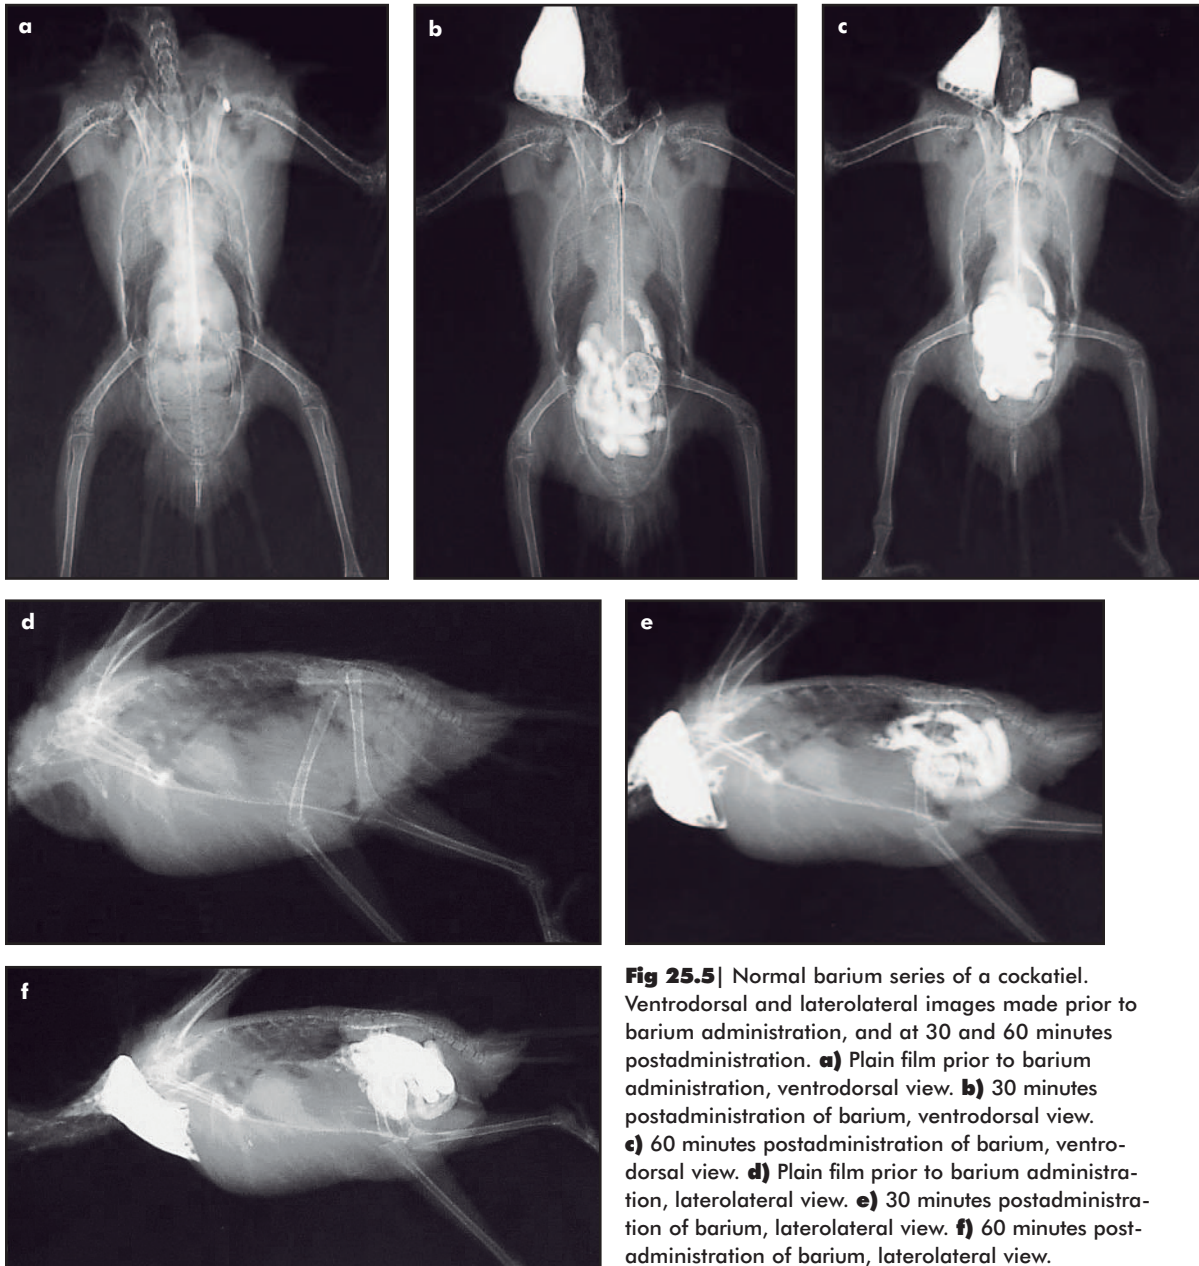 a
b
c
d
e
f
Fig 25.5| Normal barium series of a cockatiel.
Ventrodorsal and laterolateral images made prior to
barium administration, and at 30 and 60 minutes
postadministration. a) Plain film prior to barium
administration, ventrodorsal view. b) 30 minutes
postadministration of barium, ventrodorsal view.
c) 60 minutes postadministration of barium, ventro-
dorsal view. d) Plain film prior to barium administra-
tion, laterolateral view. e) 30 minutes postadministra-
tion of barium, laterolateral view. f) 60 minutes post-
administration of barium, laterolateral view.